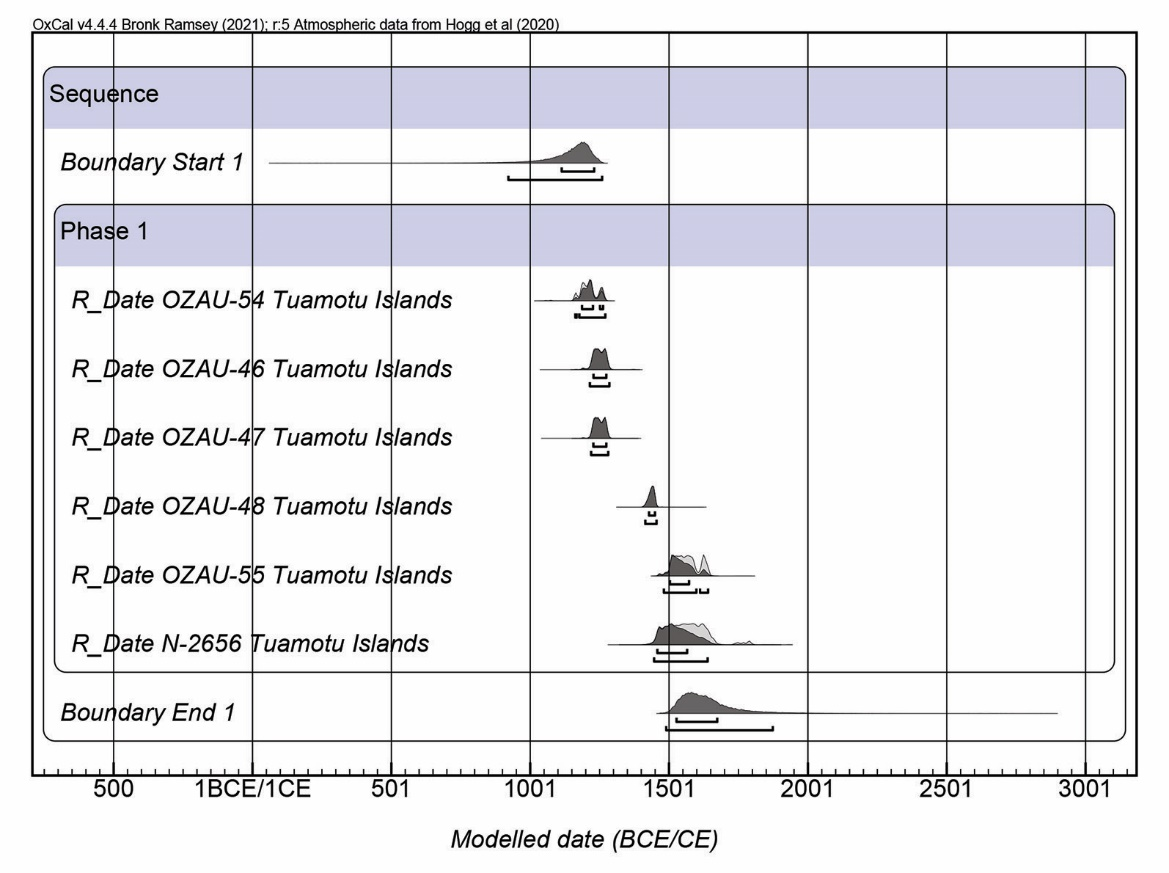 OxCal v4.4.4 Bronk Ramsey (2021); r:5 Atmospheric data from Hogg et al (2020)
Sequence
Boundary Start 1
Phase 1
R_Date OZAU-54 Tuamotu Islands
R_Date OZAU-46 Tuamotu Islands
R_Date OZAU-47 Tuamotu Islands
R_Date OZAU-48 Tuamotu Islands
R_Date OZAU-55 Tuamotu Islands
R_Date N-2656 Tuamotu Islands
Boundary End 1
500 1BCE/1CE 501 1001 1501 2001 2501 3001
Modelled date (BCE/CE)